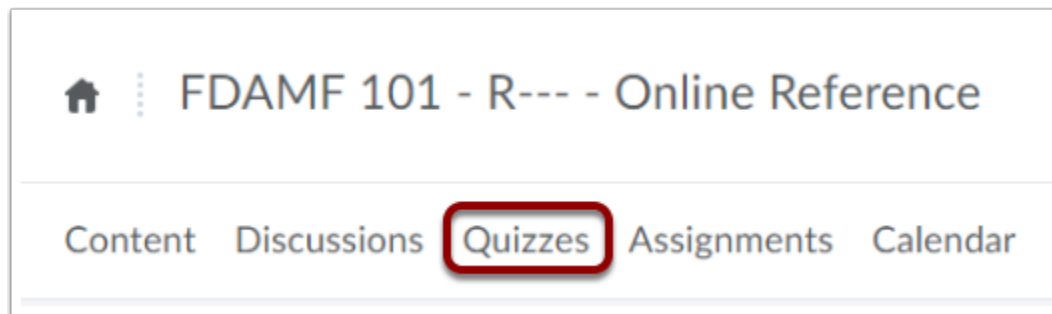 FDAMF 101 - R--- - Online Reference
Content Discussions Quizzes Assignments Calendar